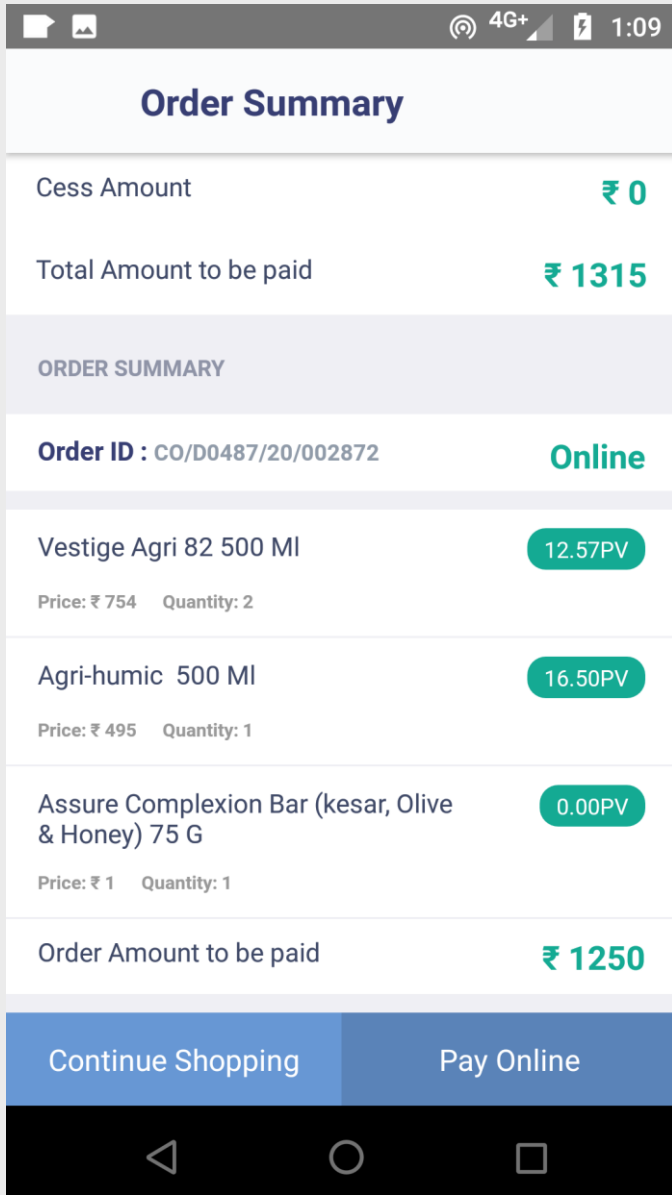 4G+ 1:09
Order Summary
Cess Amount ₹ 0
Total Amount to be paid ₹ 1315
ORDER SUMMARY
Order ID : CO/D0487/20/002872 Online
Vestige Agri 82 500 Ml 12.57PV
Price: ₹ 754 Quantity: 2
Agri-humic 500 Ml 16.50PV
Price: ₹ 495 Quantity: 1
Assure Complexion Bar (kesar, Olive
& Honey) 75 G 0.00PV
Price: ₹ 1 Quantity: 1
Order Amount to be paid ₹ 1250
Continue Shopping Pay Online